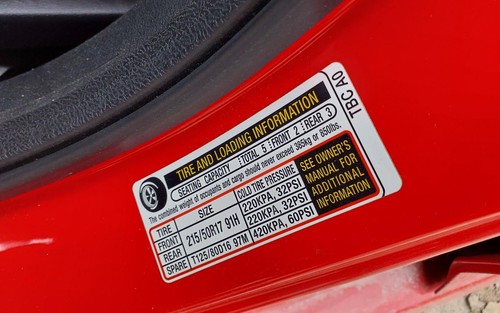 TIRE AND LOADING INFORMATION
SEATING CAPACITY TOTAL 5 FRONT 2 REAR 3
The combined weight of occupants and cargo should never exceed 385kg or 850lbs.
TIRE SIZE COLD TIRE PRESSURE
FRONT 215/50R17 91H 220KPA, 32PSI
REAR 220KPA, 32PSI
SPARE T125/80D16 97M 420KPA, 60PSI
SEE OWNER'S
MANUAL FOR
ADDITIONAL
INFORMATION
TBC A0